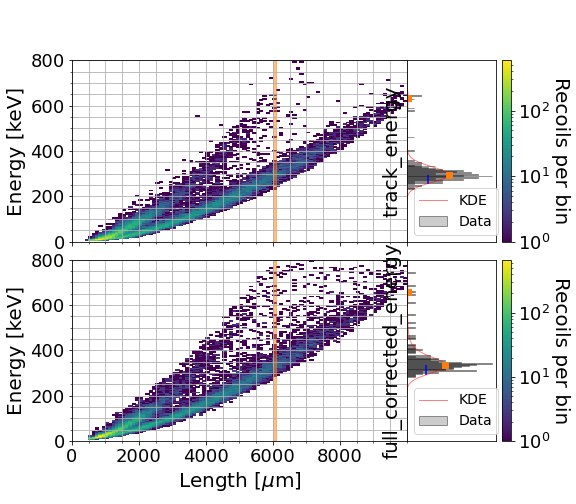 800
600
400
200
0
Energy [keV]
track_energy
KDE
Data
10²
10¹
10⁰
Recoils per bin
800
600
400
200
0
Energy [keV]
0
2000
4000
6000
8000
Length [μm]
full_corrected_energy
KDE
Data
10²
10¹
10⁰
Recoils per bin